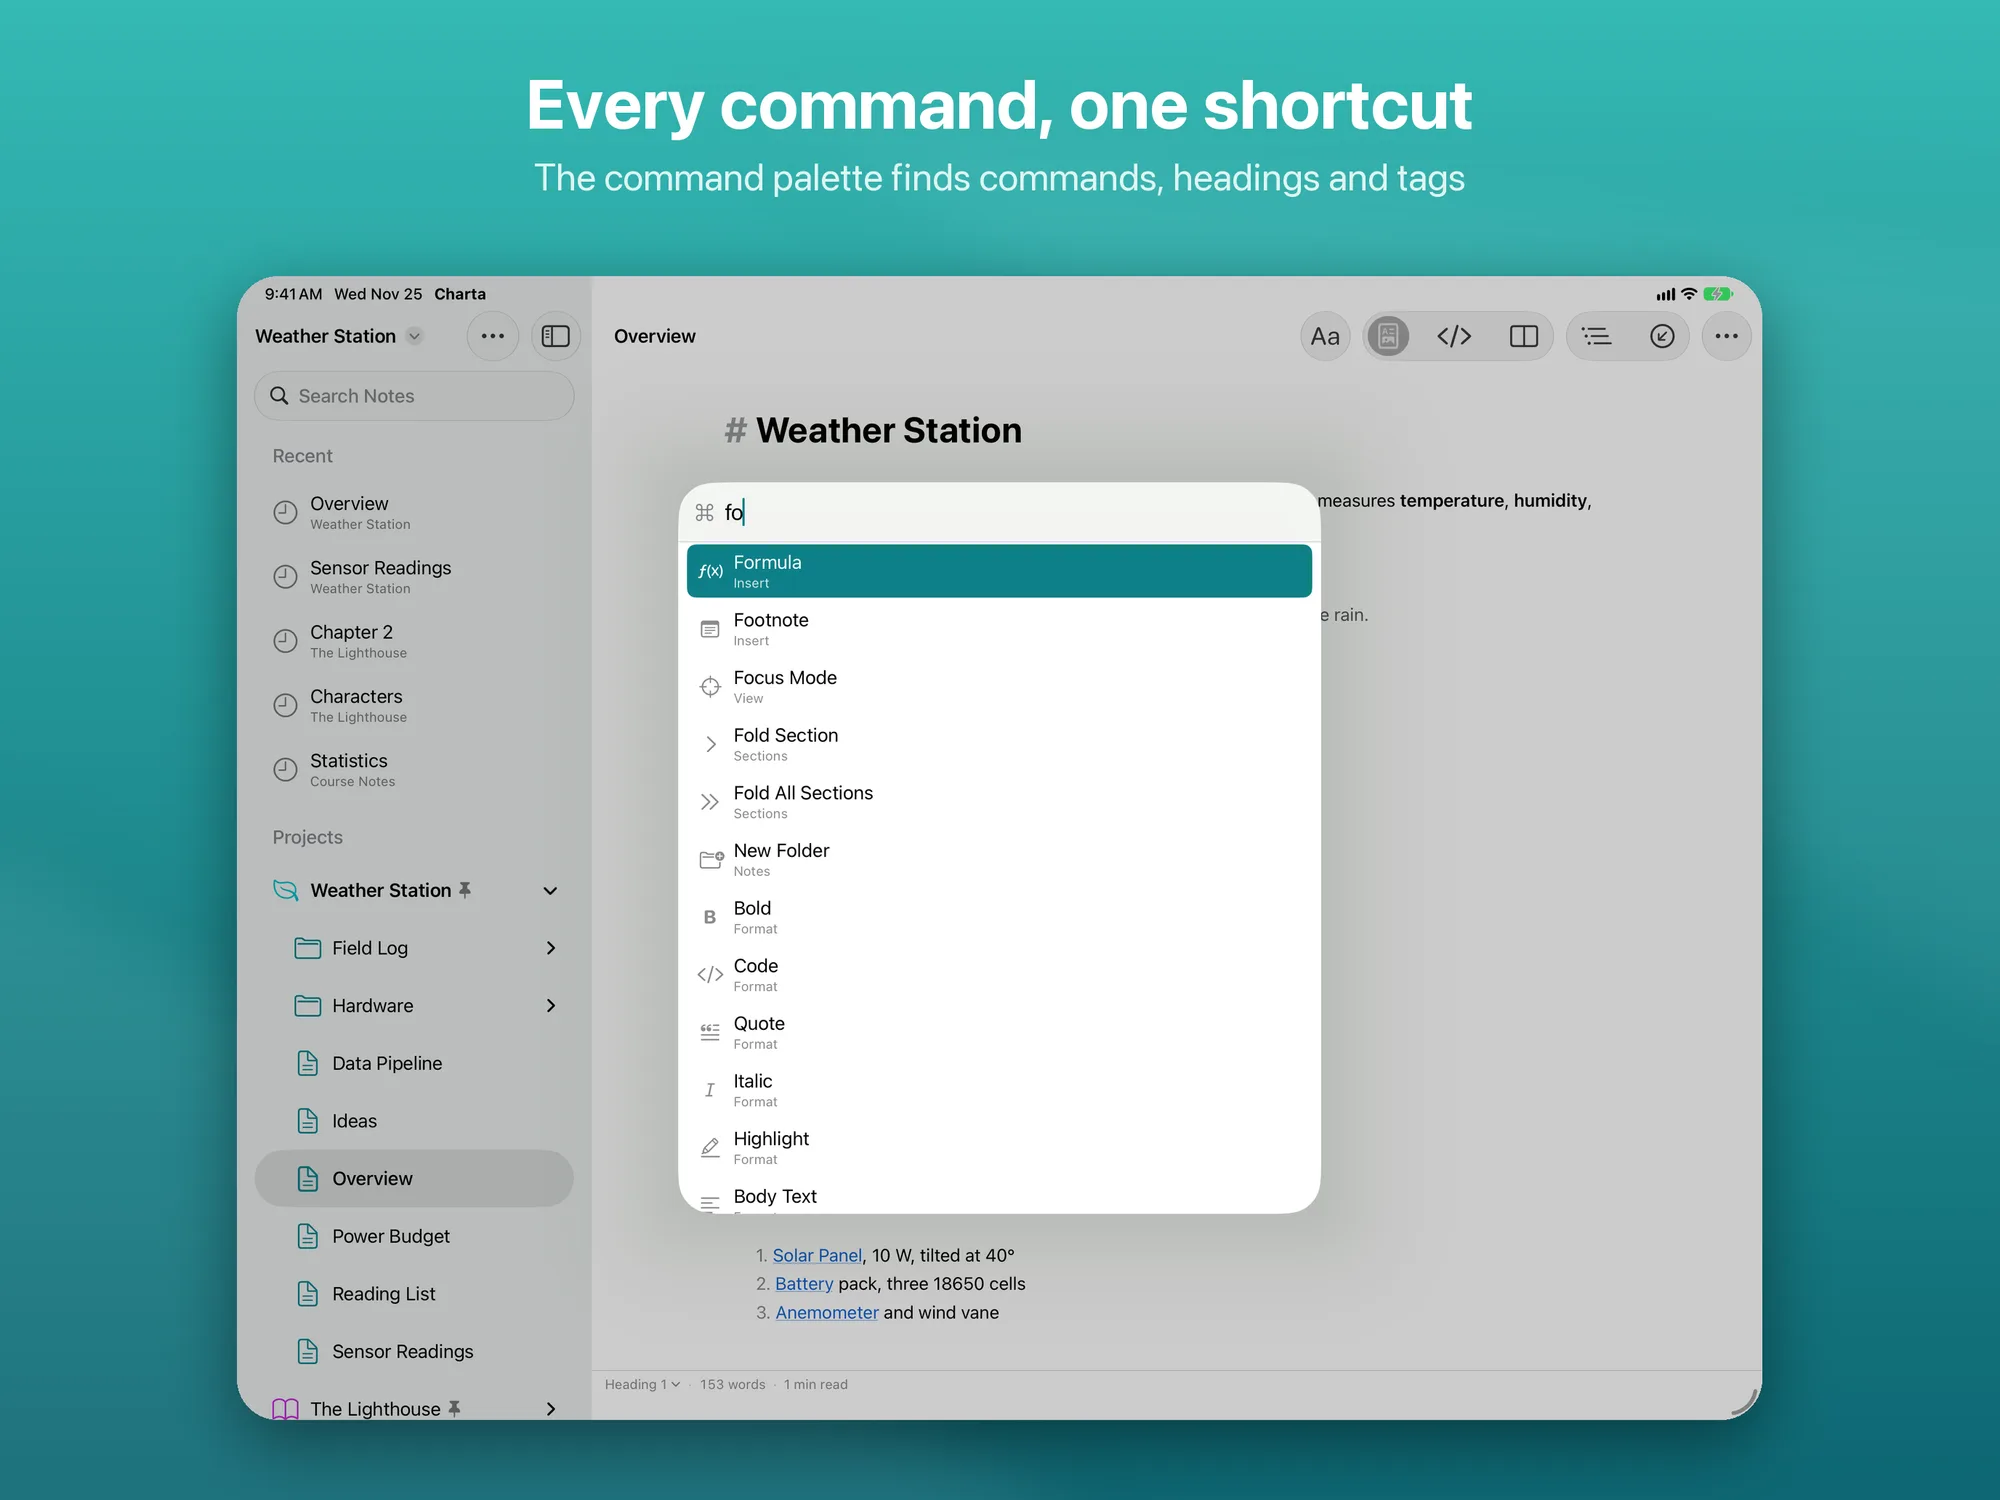 Every command, one shortcut
The command palette finds commands, headings and tags
9:41 AM Wed Nov 25 Charta
Weather Station
Search Notes
Recent
Overview
Weather Station
Sensor Readings
Weather Station
Chapter 2
The Lighthouse
Characters
The Lighthouse
Statistics
Course Notes
Projects
Weather Station
Field Log
Hardware
Data Pipeline
Ideas
Overview
Power Budget
Reading List
Sensor Readings
The Lighthouse
Overview
Aa
# Weather Station
measures temperature, humidity,
e rain.
⌘ fo
f(x) Formula
Insert
Footnote
Insert
Focus Mode
View
Fold Section
Sections
Fold All Sections
Sections
New Folder
Notes
B Bold
Format
</> Code
Format
Quote
Format
I Italic
Format
Highlight
Format
Body Text
1. Solar Panel, 10 W, tilted at 40°
2. Battery pack, three 18650 cells
3. Anemometer and wind vane
Heading 1 · 153 words · 1 min read